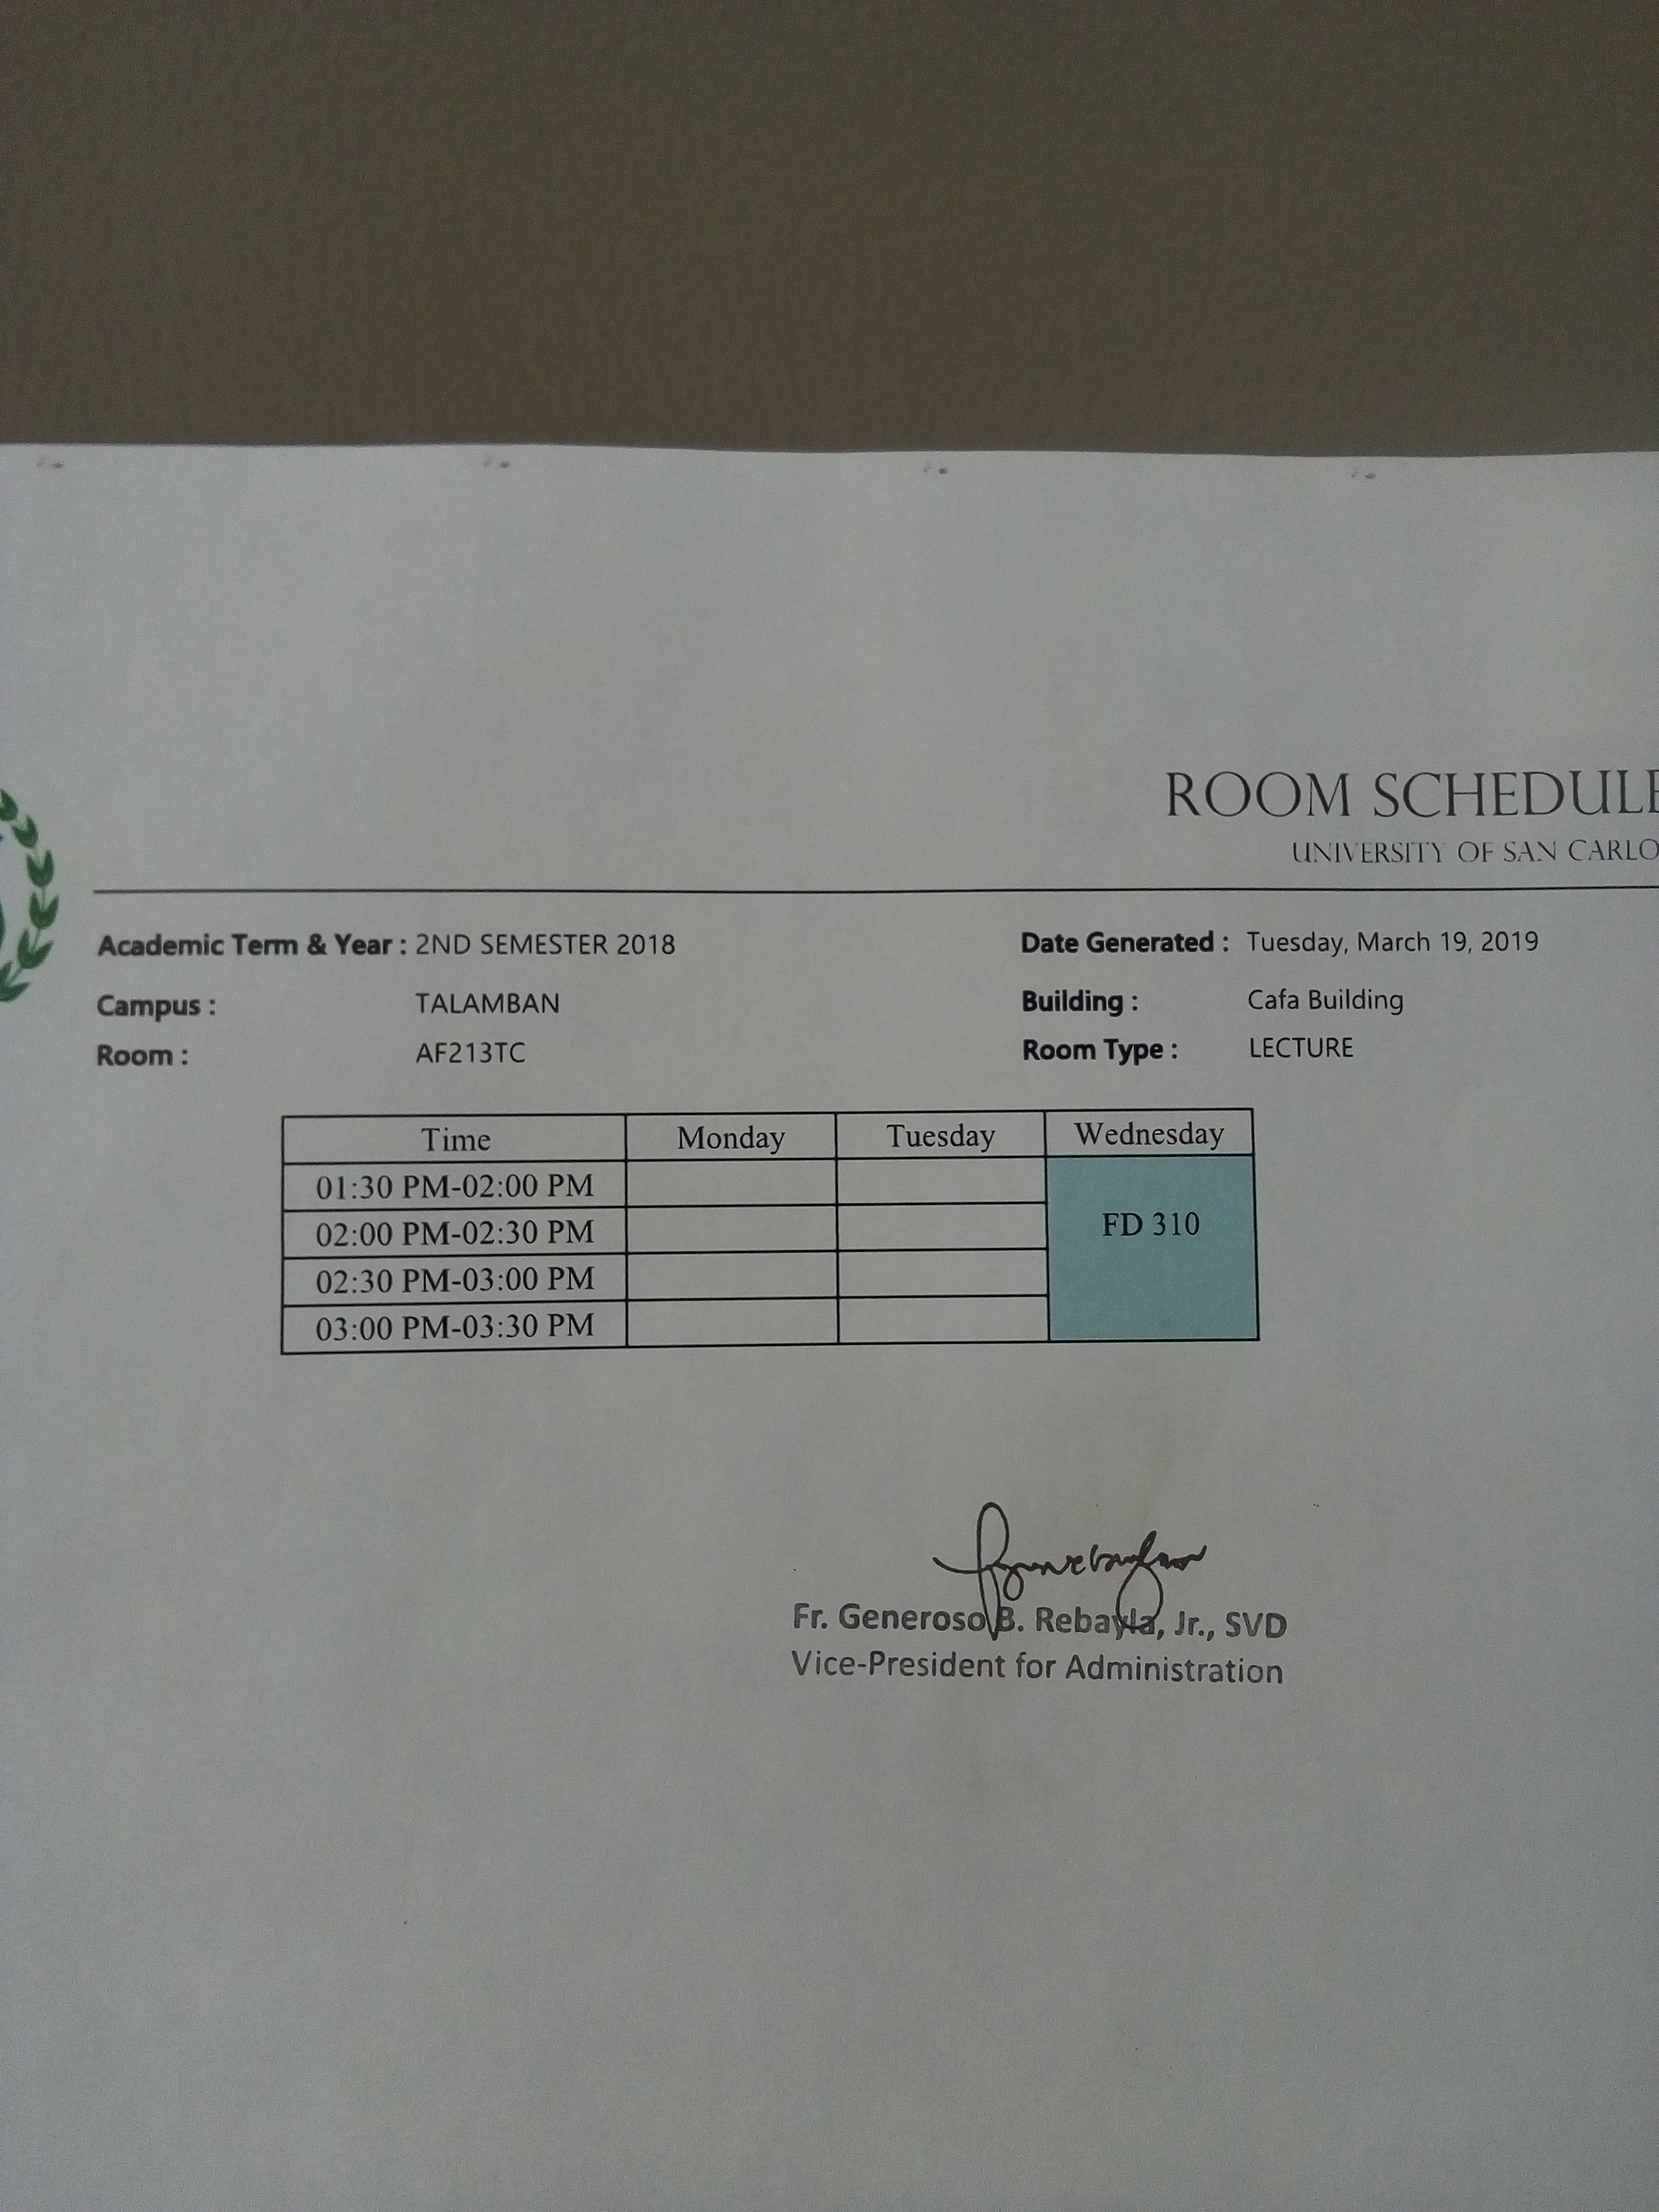 ROOM SCHEDULE
UNIVERSITY OF SAN CARLO
Academic Term & Year : 2ND SEMESTER 2018 Date Generated : Tuesday, March 19, 2019
Campus : TALAMBAN Building : Cafa Building
Room : AF213TC Room Type : LECTURE
Time Monday Tuesday Wednesday
01:30 PM-02:00 PM
02:00 PM-02:30 PM FD 310
02:30 PM-03:00 PM
03:00 PM-03:30 PM
Fr. Generoso B. Rebayla, Jr., SVD
Vice-President for Administration